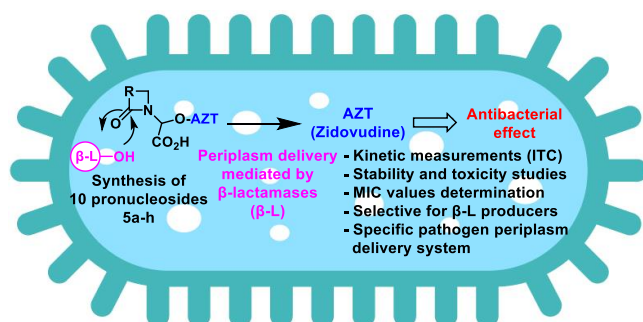 R
N
O
O-AZT
CO2H
β-L
OH
Synthesis of
10 pronucleosides
5a-h
Periplasm delivery
mediated by
β-lactamases
(β-L)
AZT
(Zidovudine)
Antibacterial
effect
- Kinetic measurements (ITC)
- Stability and toxicity studies
- MIC values determination
- Selective for β-L producers
- Specific pathogen periplasm
delivery system